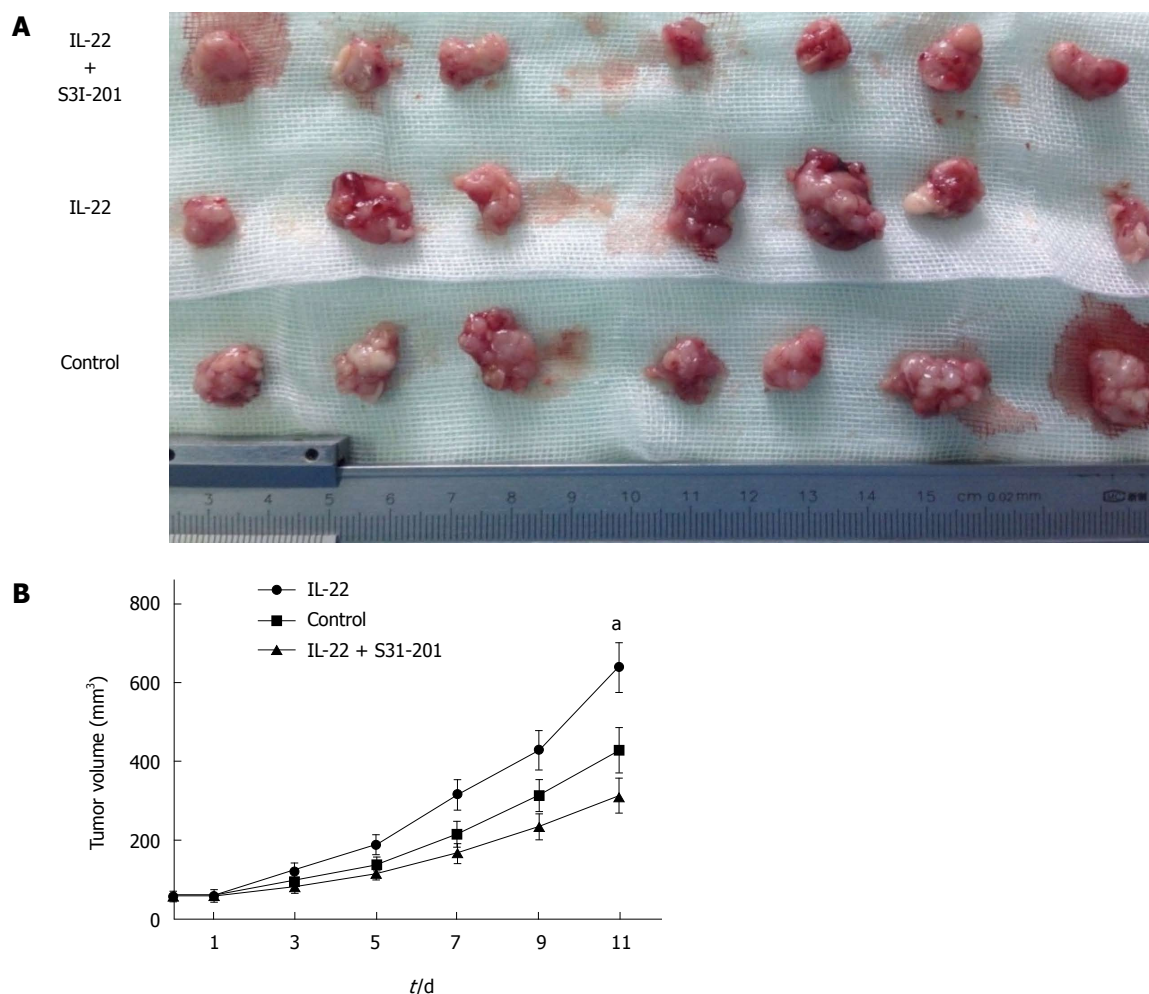 A
IL-22
+
S3I-201
IL-22
Control
3 4 5 6 7 8 9 10 11 12 13 14 15 cm 0.02mm
B
IL-22
Control
IL-22 + S31-201
a
Tumor volume (mm³)
800
600
400
200
0
1 3 5 7 9 11
t/d